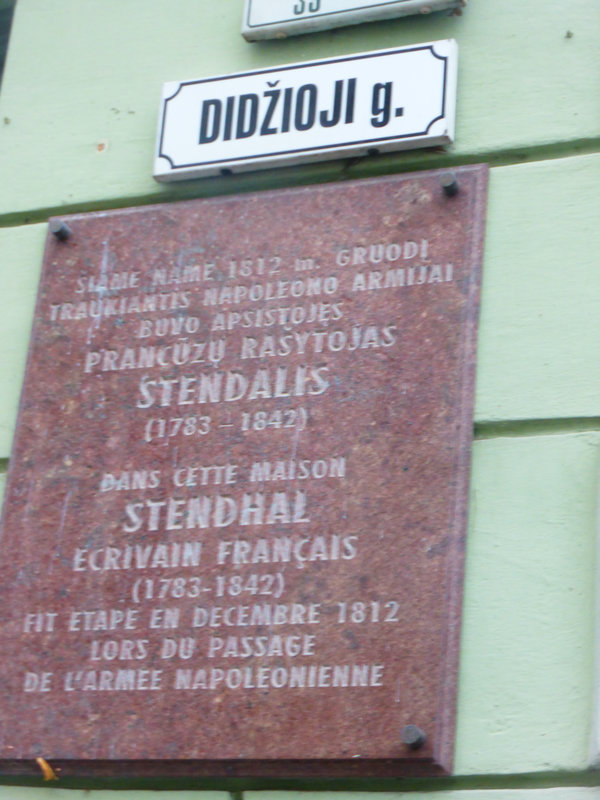 DIDŽIOJI g.
ŠIAME NAME 1812 m. GRUODĮ
TRAUKIANTIS NAPOLEONO ARMIJAI
BUVO APSISTOJĘS
PRANCŪZŲ RAŠYTOJAS
STENDALIS
(1783 – 1842)
DANS CETTE MAISON
STENDHAL
ECRIVAIN FRANÇAIS
(1783-1842)
FIT ETAPE EN DECEMBRE 1812
LORS DU PASSAGE
DE L'ARMEE NAPOLEONIENNE